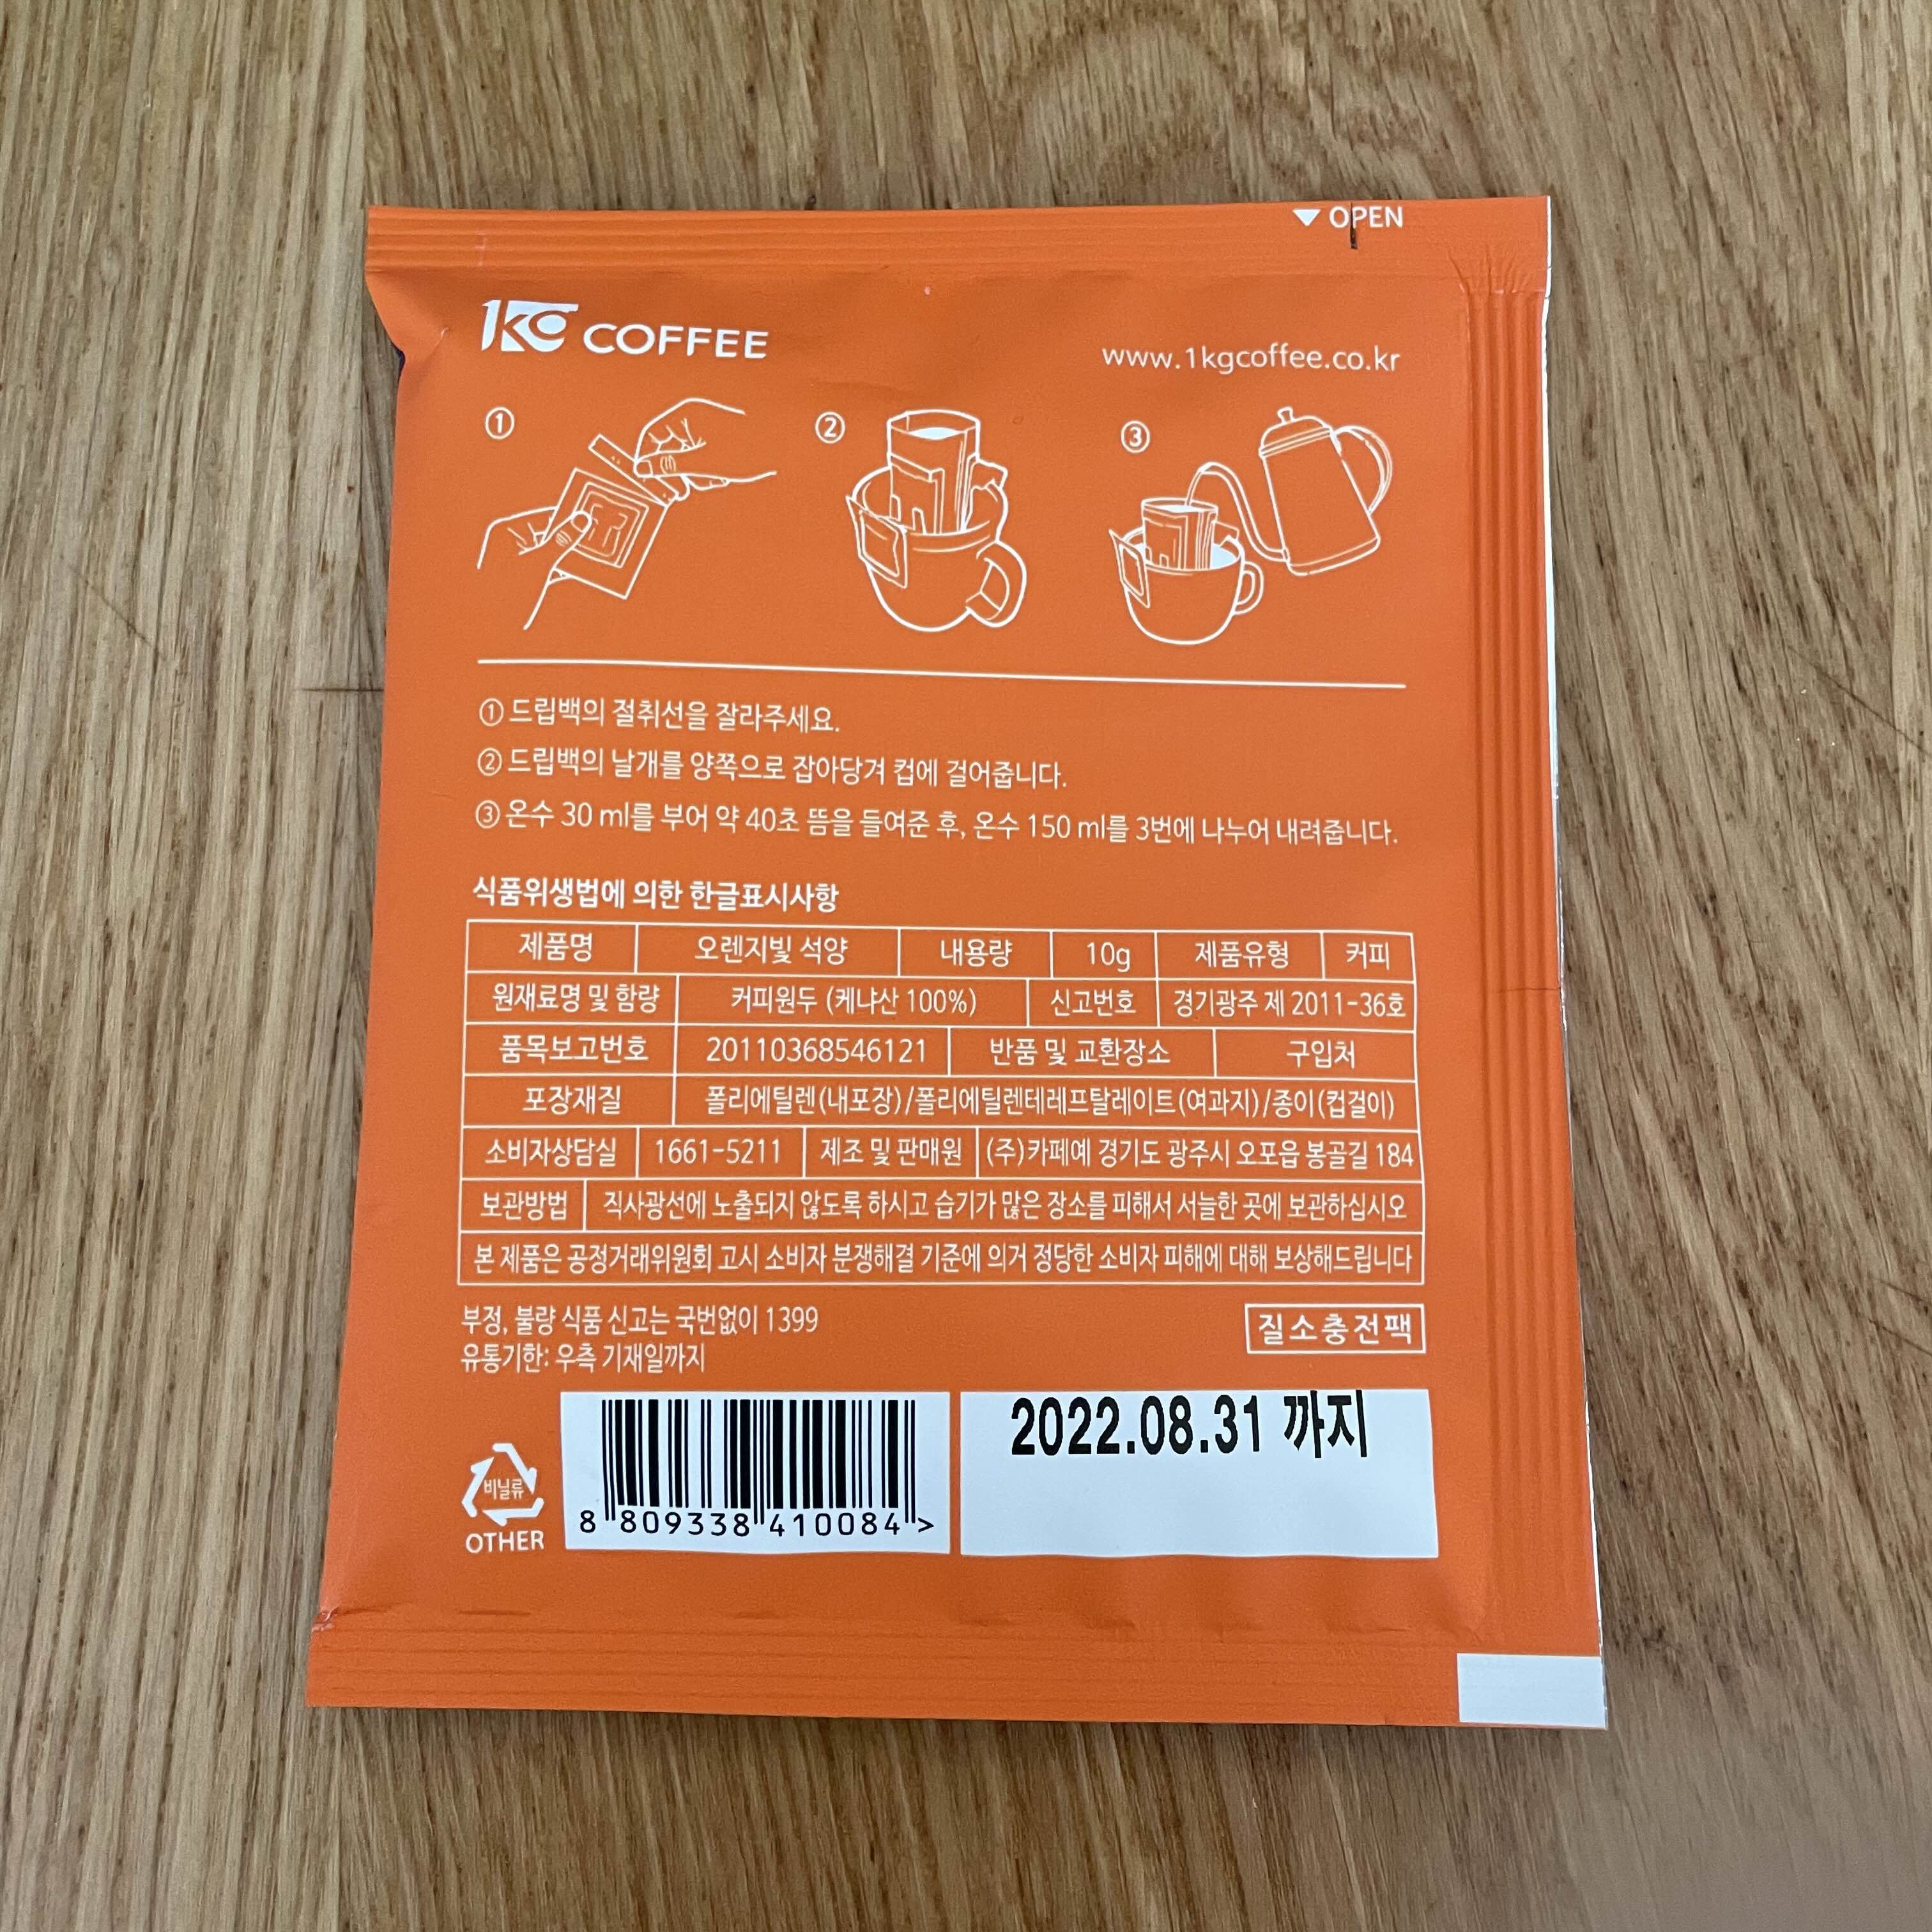 ▼ OPEN
1KG COFFEE
www.1kgcoffee.co.kr
① ② ③
① 드립백의 절취선을 잘라주세요.
② 드립백의 날개를 양쪽으로 잡아당겨 컵에 걸어줍니다.
③ 온수 30 ml를 부어 약 40초 뜸을 들여준 후, 온수 150 ml를 3번에 나누어 내려줍니다.
식품위생법에 의한 한글표시사항
제품명 오렌지빛 석양 내용량 10g 제품유형 커피
원재료명 및 함량 커피원두 (케냐산 100%) 신고번호 경기광주 제 2011-36호
품목보고번호 20110368546121 반품 및 교환장소 구입처
포장재질 폴리에틸렌(내포장)/폴리에틸렌테레프탈레이트(여과지)/종이(컵걸이)
소비자상담실 1661-5211 제조 및 판매원 (주)카페예 경기도 광주시 오포읍 봉골길 184
보관방법 직사광선에 노출되지 않도록 하시고 습기가 많은 장소를 피해서 서늘한 곳에 보관하십시오
본 제품은 공정거래위원회 고시 소비자 분쟁해결 기준에 의거 정당한 소비자 피해에 대해 보상해드립니다
부정, 불량 식품 신고는 국번없이 1399
유통기한: 우측 기재일까지
질소충전팩
2022.08.31 까지
비닐류
OTHER
8 809338 410084 >